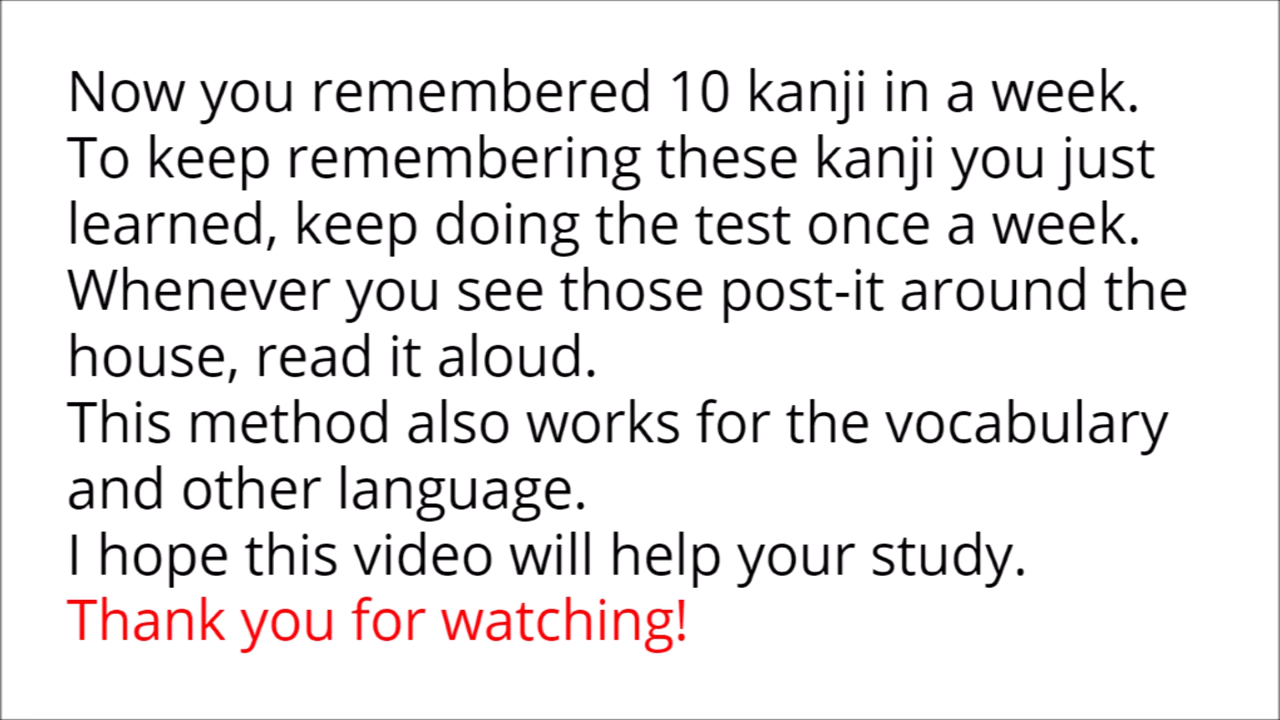 Now you remembered 10 kanji in a week.
To keep remembering these kanji you just
learned, keep doing the test once a week.
Whenever you see those post-it around the
house, read it aloud.
This method also works for the vocabulary
and other language.
I hope this video will help your study.
Thank you for watching!